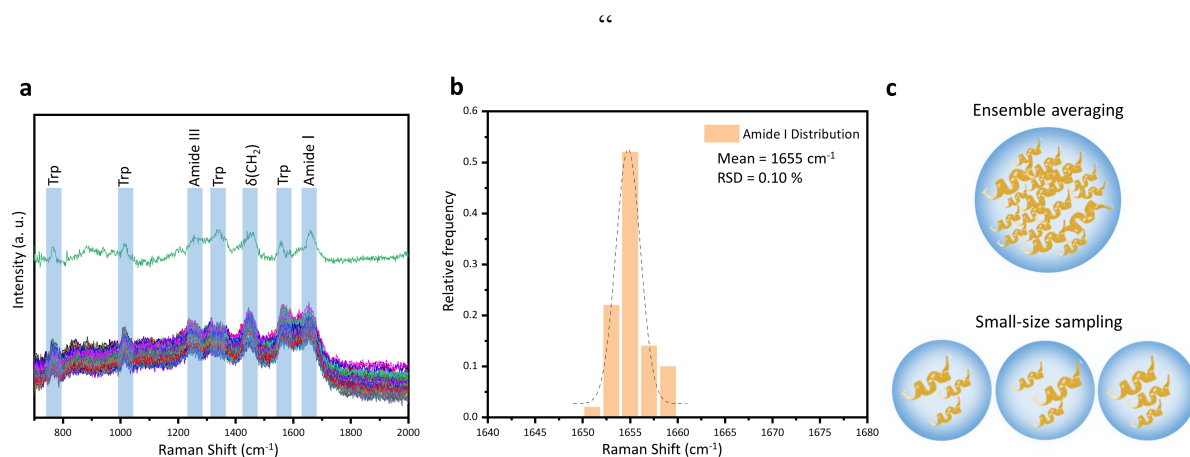 “
a
b
c
Trp
Trp
Amide III
Trp
δ(CH₂)
Trp
Amide I
Intensity (a. u.)
800 1000 1200 1400 1600 1800 2000
Raman Shift (cm⁻¹)
0.6
0.5
0.4
0.3
0.2
0.1
0.0
Relative frequency
Amide I Distribution
Mean = 1655 cm⁻¹
RSD = 0.10 %
1640 1645 1650 1655 1660 1665 1670 1675 1680
Raman Shift (cm⁻¹)
Ensemble averaging
Small-size sampling